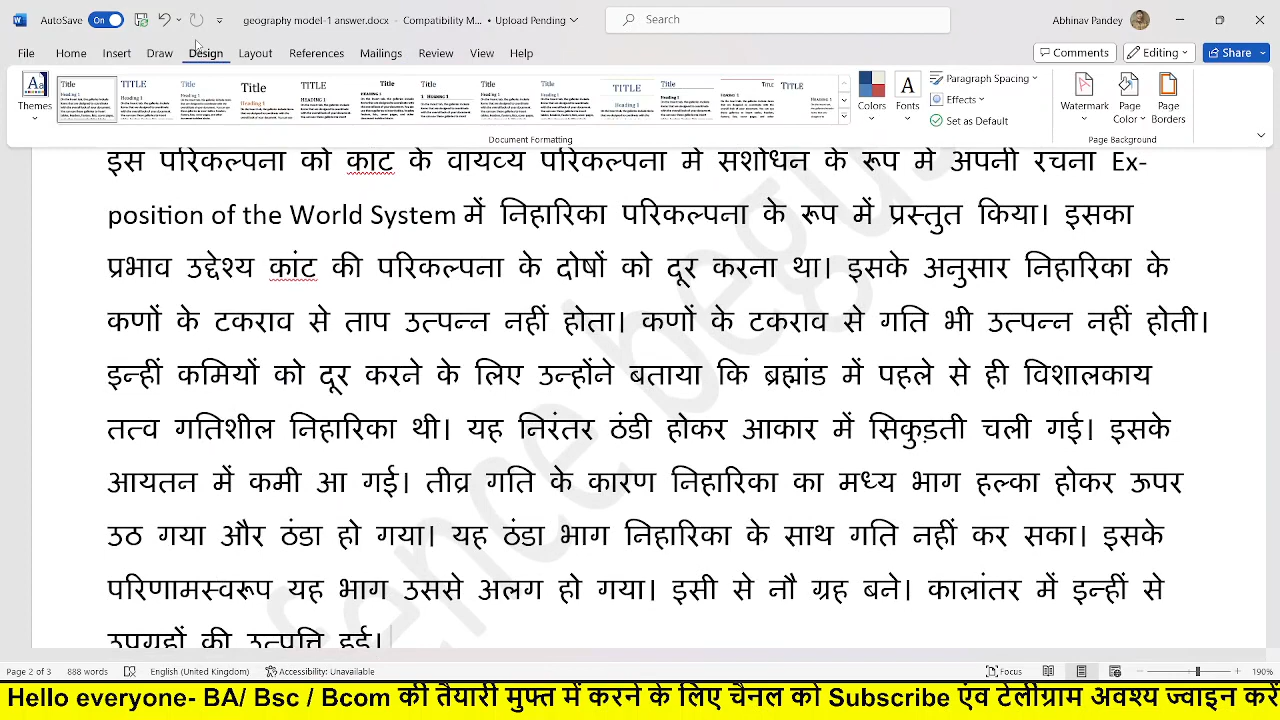 AutoSave On geography model-1 answer.docx - Compatibility M... • Upload Pending Search Abhinav Pandey
File Home Insert Draw Design Layout References Mailings Review View Help Comments Editing Share
Themes Colors Fonts Paragraph Spacing Effects Set as Default Watermark Page Color Page Borders
Document Formatting Page Background
इस परिकल्पना को कांट के वायव्य परिकल्पना में संशोधन के रूप में अपनी रचना Ex-
position of the World System में निहारिका परिकल्पना के रूप में प्रस्तुत किया। इसका
प्रभाव उद्देश्य कांट की परिकल्पना के दोषों को दूर करना था। इसके अनुसार निहारिका के
कणों के टकराव से ताप उत्पन्न नहीं होता। कणों के टकराव से गति भी उत्पन्न नहीं होती।
इन्हीं कमियों को दूर करने के लिए उन्होंने बताया कि ब्रह्मांड में पहले से ही विशालकाय
तत्व गतिशील निहारिका थी। यह निरंतर ठंडी होकर आकार में सिकुड़ती चली गई। इसके
आयतन में कमी आ गई। तीव्र गति के कारण निहारिका का मध्य भाग हल्का होकर ऊपर
उठ गया और ठंडा हो गया। यह ठंडा भाग निहारिका के साथ गति नहीं कर सका। इसके
परिणामस्वरूप यह भाग उससे अलग हो गया। इसी से नौ ग्रह बने। कालांतर में इन्हीं से
उपग्रहों की उत्पत्ति हुई।
Page 2 of 3 888 words English (United Kingdom) Accessibility: Unavailable Focus 190%
Hello everyone- BA/ Bsc / Bcom की तैयारी मुफ्त में करने के लिए चैनल को Subscribe एंव टेलीग्राम अवश्य ज्वाइन करें